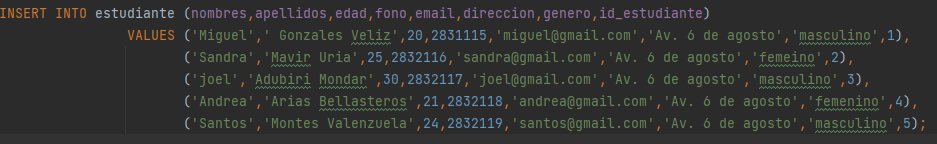 INSERT INTO estudiante (nombres,apellidos,edad,fono,email,direccion,genero,id_estudiante)
VALUES ('Miguel',' Gonzales Veliz',20,2831115,'miguel@gmail.com','Av. 6 de agosto','masculino',1),
('Sandra','Mavir Uria',25,2832116,'sandra@gmail.com','Av. 6 de agosto','femeino',2),
('joel','Adubiri Mondar',30,2832117,'joel@gmail.com','Av. 6 de agosto','masculino',3),
('Andrea','Arias Bellasteros',21,2832118,'andrea@gmail.com','Av. 6 de agosto','femenino',4),
('Santos','Montes Valenzuela',24,2832119,'santos@gmail.com','Av. 6 de agosto','masculino',5);